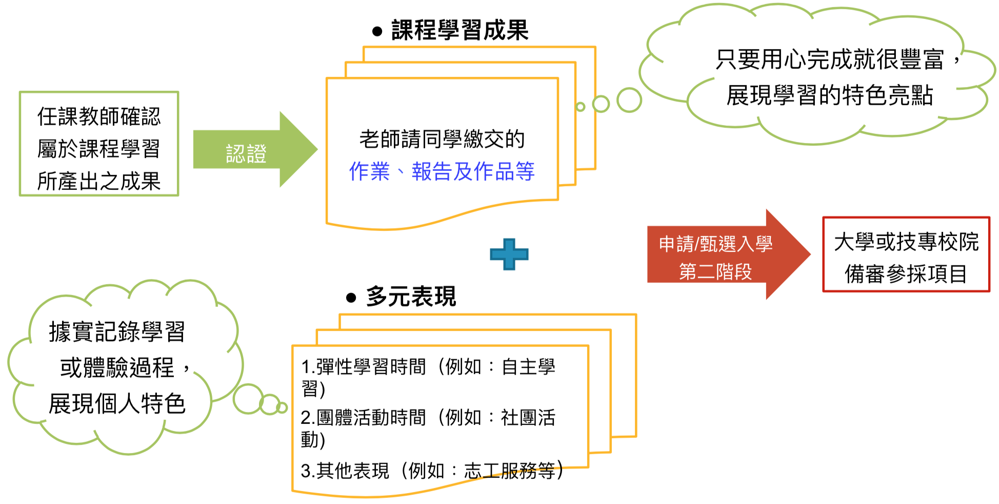 ● 課程學習成果
只要用心完成就很豐富，
展現學習的特色亮點
任課教師確認
屬於課程學習
所產出之成果
認證
老師請同學繳交的
作業、報告及作品等
申請/甄選入學
第二階段
大學或技專校院
備審參採項目
● 多元表現
據實記錄學習
或體驗過程，
展現個人特色
1.彈性學習時間（例如：自主學
習)
2.團體活動時間（例如：社團活
動)
3.其他表現（例如：志工服務等）